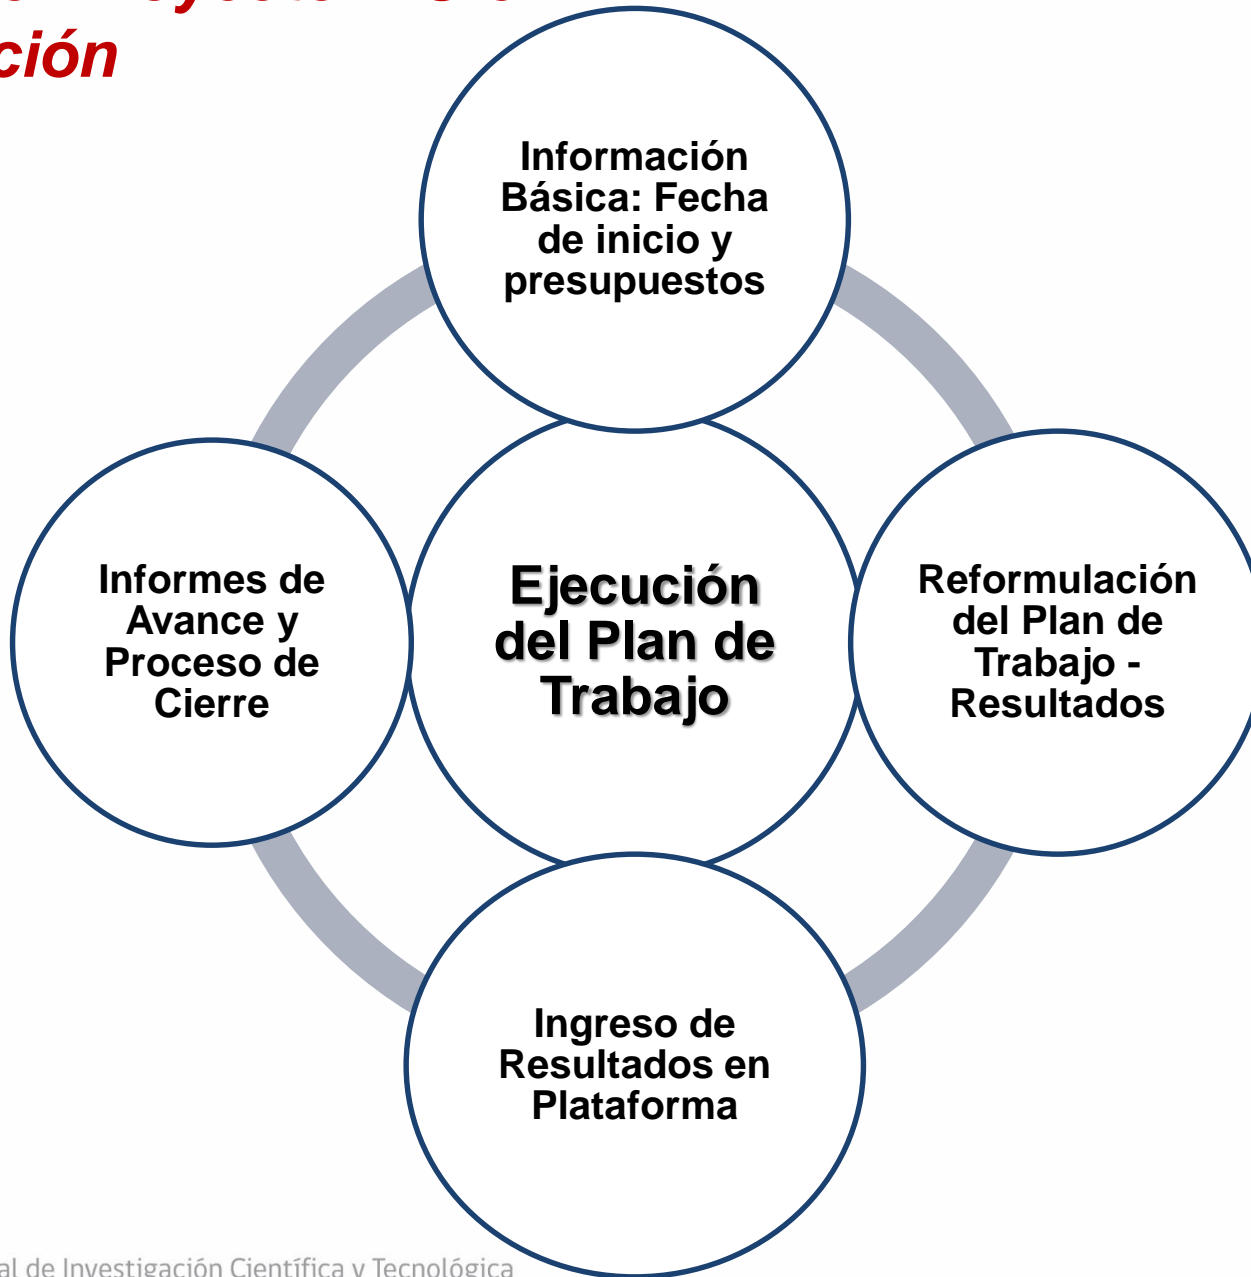 ción
Información
Básica: Fecha
de inicio y
presupuestos
Informes de
Avance y
Proceso de
Cierre
Ejecución
del Plan de
Trabajo
Reformulación
del Plan de
Trabajo -
Resultados
Ingreso de
Resultados en
Plataforma
al de Investigación Científica y Tecnológica